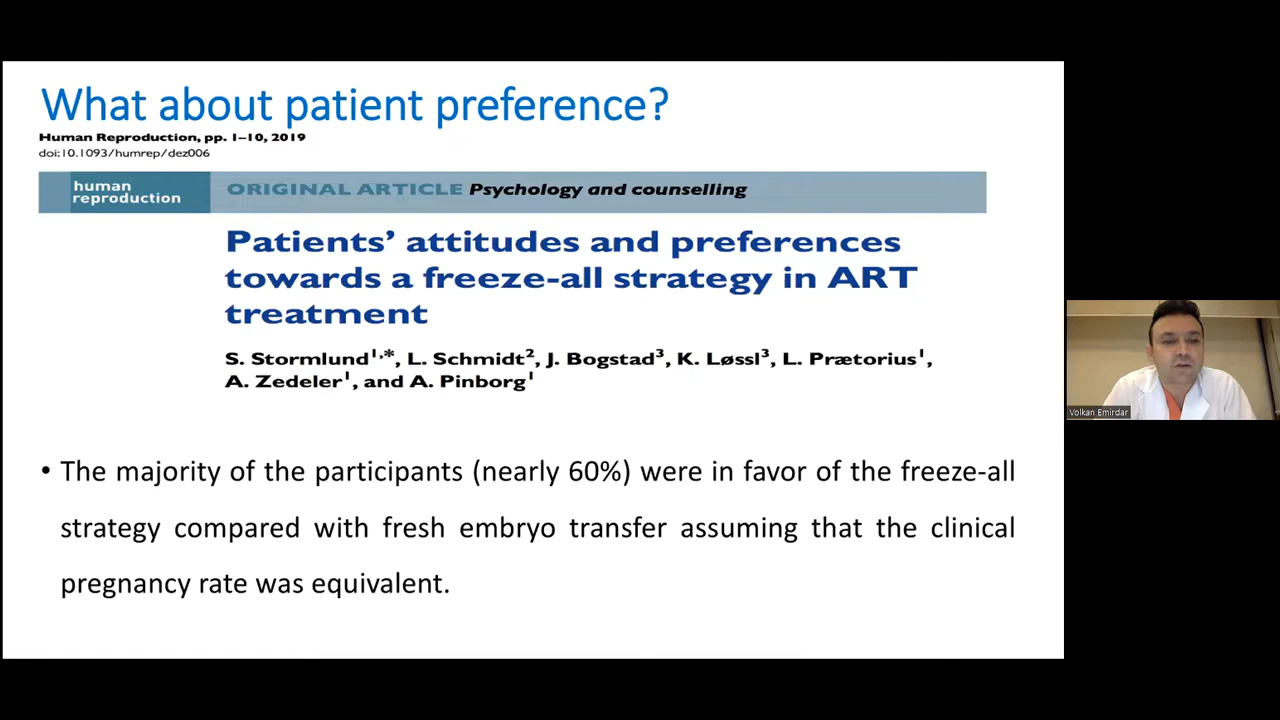 What about patient preference?
Human Reproduction, pp. 1–10, 2019
doi:10.1093/humrep/dez006
human
reproduction
ORIGINAL ARTICLE Psychology and counselling
Patients’ attitudes and preferences
towards a freeze-all strategy in ART
treatment
S. Stormlund1,*, L. Schmidt2, J. Bogstad3, K. Løssl3, L. Prætorius1,
A. Zedeler1, and A. Pinborg1
• The majority of the participants (nearly 60%) were in favor of the freeze-all
strategy compared with fresh embryo transfer assuming that the clinical
pregnancy rate was equivalent.
Volkan Emirdar